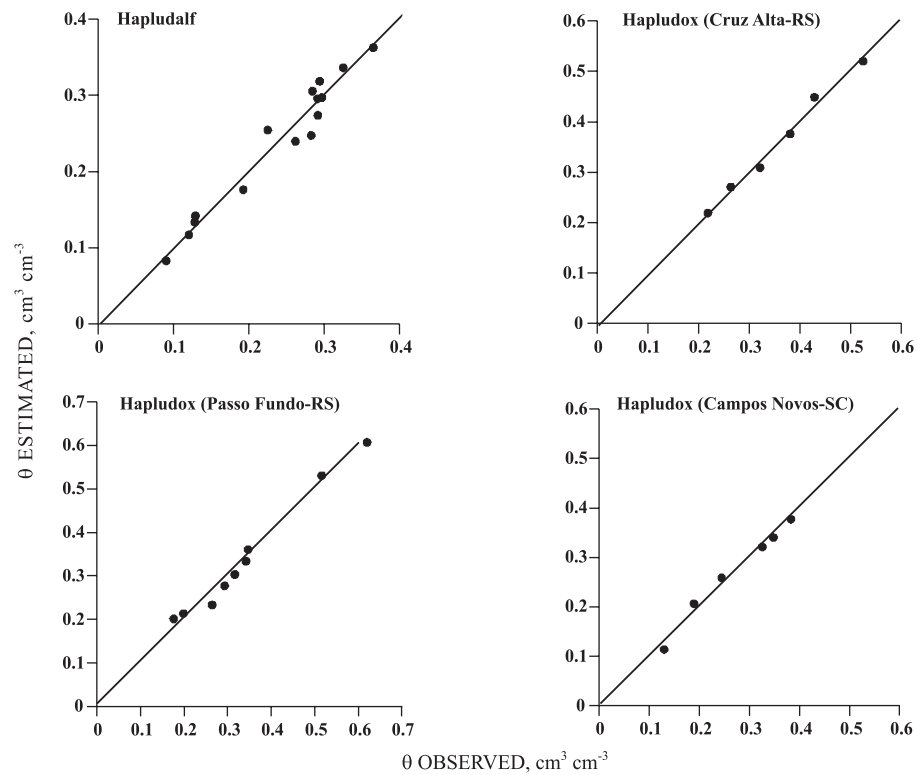 Hapludalf
0.4
0.3
0.2
0.1
0
0 0.1 0.2 0.3 0.4
Hapludox (Cruz Alta-RS)
0.6
0.5
0.4
0.3
0.2
0.1
0
0 0.1 0.2 0.3 0.4 0.5 0.6
θ ESTIMATED, cm³ cm⁻³
Hapludox (Passo Fundo-RS)
0.7
0.6
0.5
0.4
0.3
0.2
0.1
0
0 0.1 0.2 0.3 0.4 0.5 0.6 0.7
Hapludox (Campos Novos-SC)
0.6
0.5
0.4
0.3
0.2
0.1
0
0 0.1 0.2 0.3 0.4 0.5 0.6
θ OBSERVED, cm³ cm⁻³